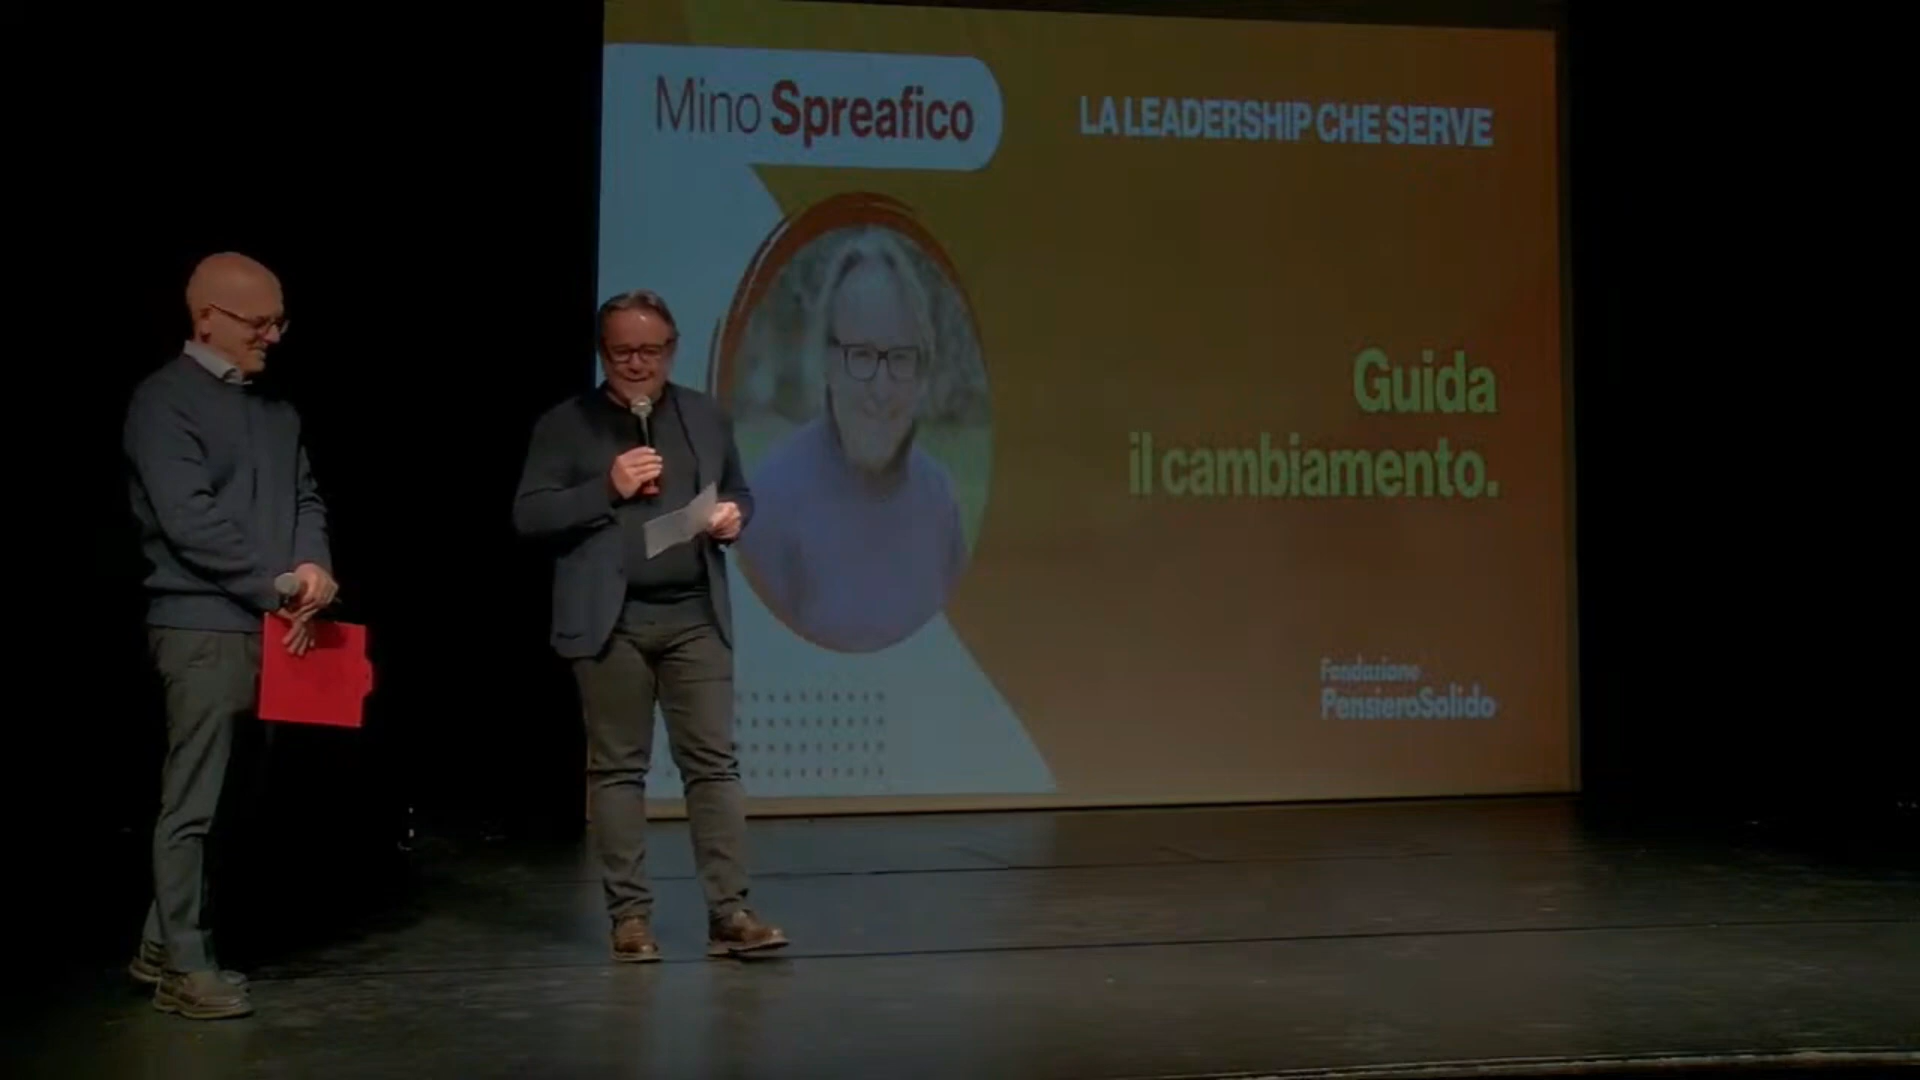 Mino Spreafico
LA LEADERSHIP CHE SERVE
Guida
il cambiamento.
Fondazione
PensieroSolido